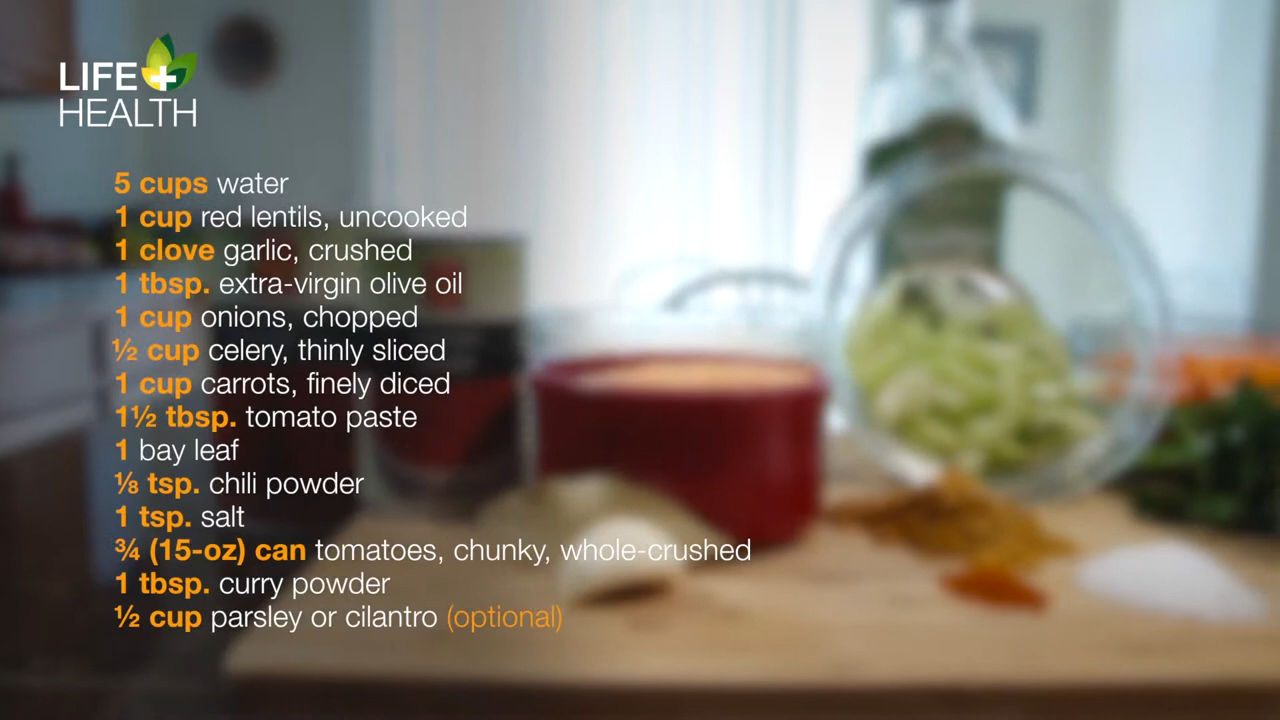 LIFE
HEALTH
5 cups water
1 cup red lentils, uncooked
1 clove garlic, crushed
1 tbsp. extra-virgin olive oil
1 cup onions, chopped
½ cup celery, thinly sliced
1 cup carrots, finely diced
1½ tbsp. tomato paste
1 bay leaf
⅛ tsp. chili powder
1 tsp. salt
¾ (15-oz) can tomatoes, chunky, whole-crushed
1 tbsp. curry powder
½ cup parsley or cilantro (optional)